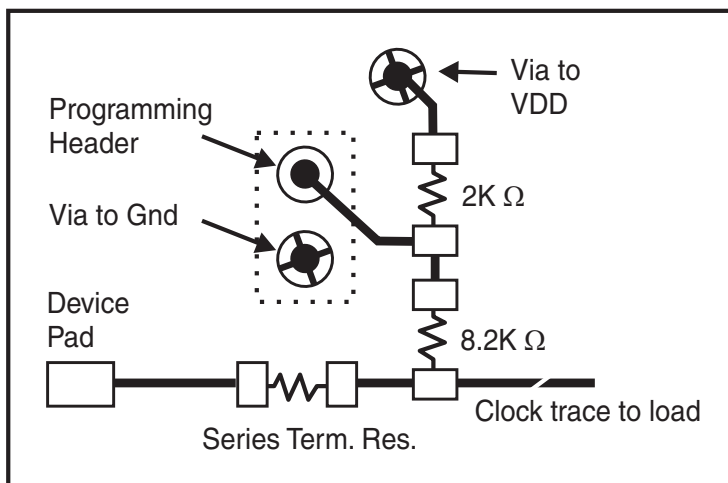 Via to
VDD
Programming
Header
2K Ω
Via to Gnd
Device
Pad
8.2K Ω
Clock trace to load
Series Term. Res.